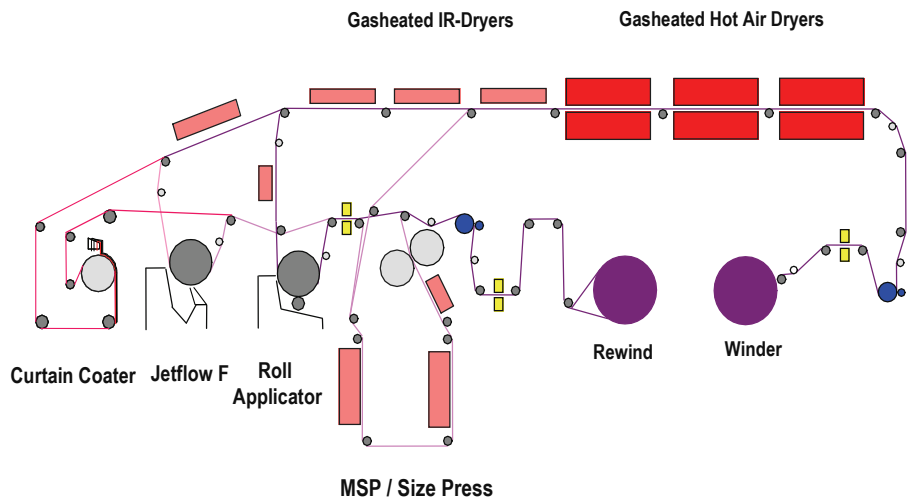 Gasheated IR-Dryers
Gasheated Hot Air Dryers
Curtain Coater
Jetflow F
Roll
Applicator
MSP / Size Press
Rewind
Winder